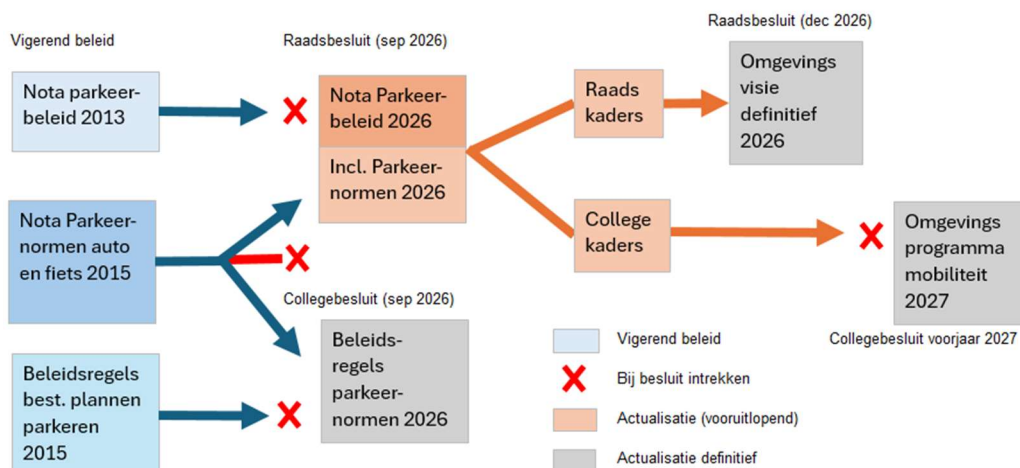 Vigerend beleid
Nota parkeer-
beleid 2013
Nota Parkeer-
normen auto
en fiets 2015
Beleidsregels
best. plannen
parkeren
2015
Raadsbesluit (sep 2026)
Nota Parkeer-
beleid 2026
Incl. Parkeer-
normen 2026
Collegebesluit (sep 2026)
Beleids-
regels
parkeer-
normen 2026
Raads
kaders
College
kaders
Raadsbesluit (dec 2026)
Omgevings
visie
definitief
2026
Omgevings
programma
mobiliteit
2027
Collegebesluit voorjaar 2027
Vigerend beleid
Bij besluit intrekken
Actualisatie (vooruitlopend)
Actualisatie definitief